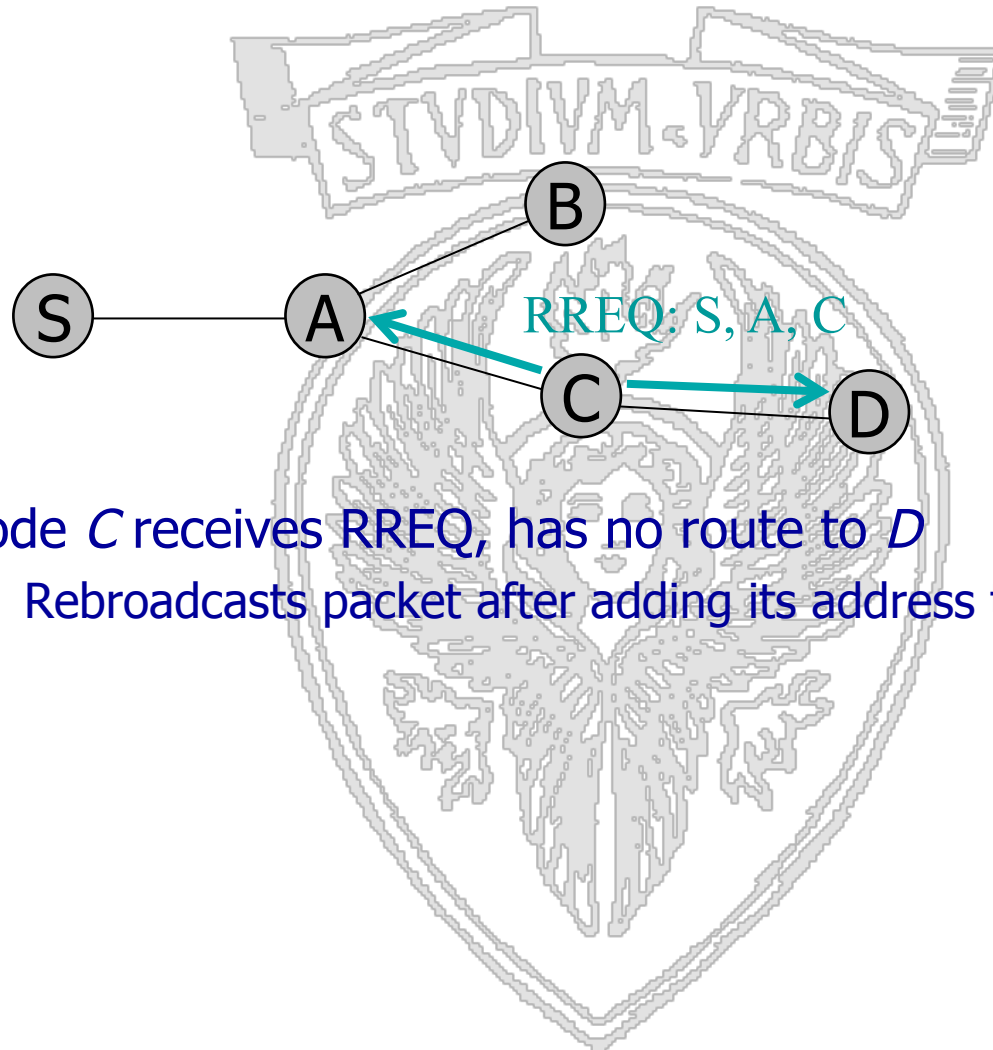 STVDIVM VRBIS
B
S
A
RREQ: S, A, C
C
D
ode C receives RREQ, has no route to D
Rebroadcasts packet after adding its address